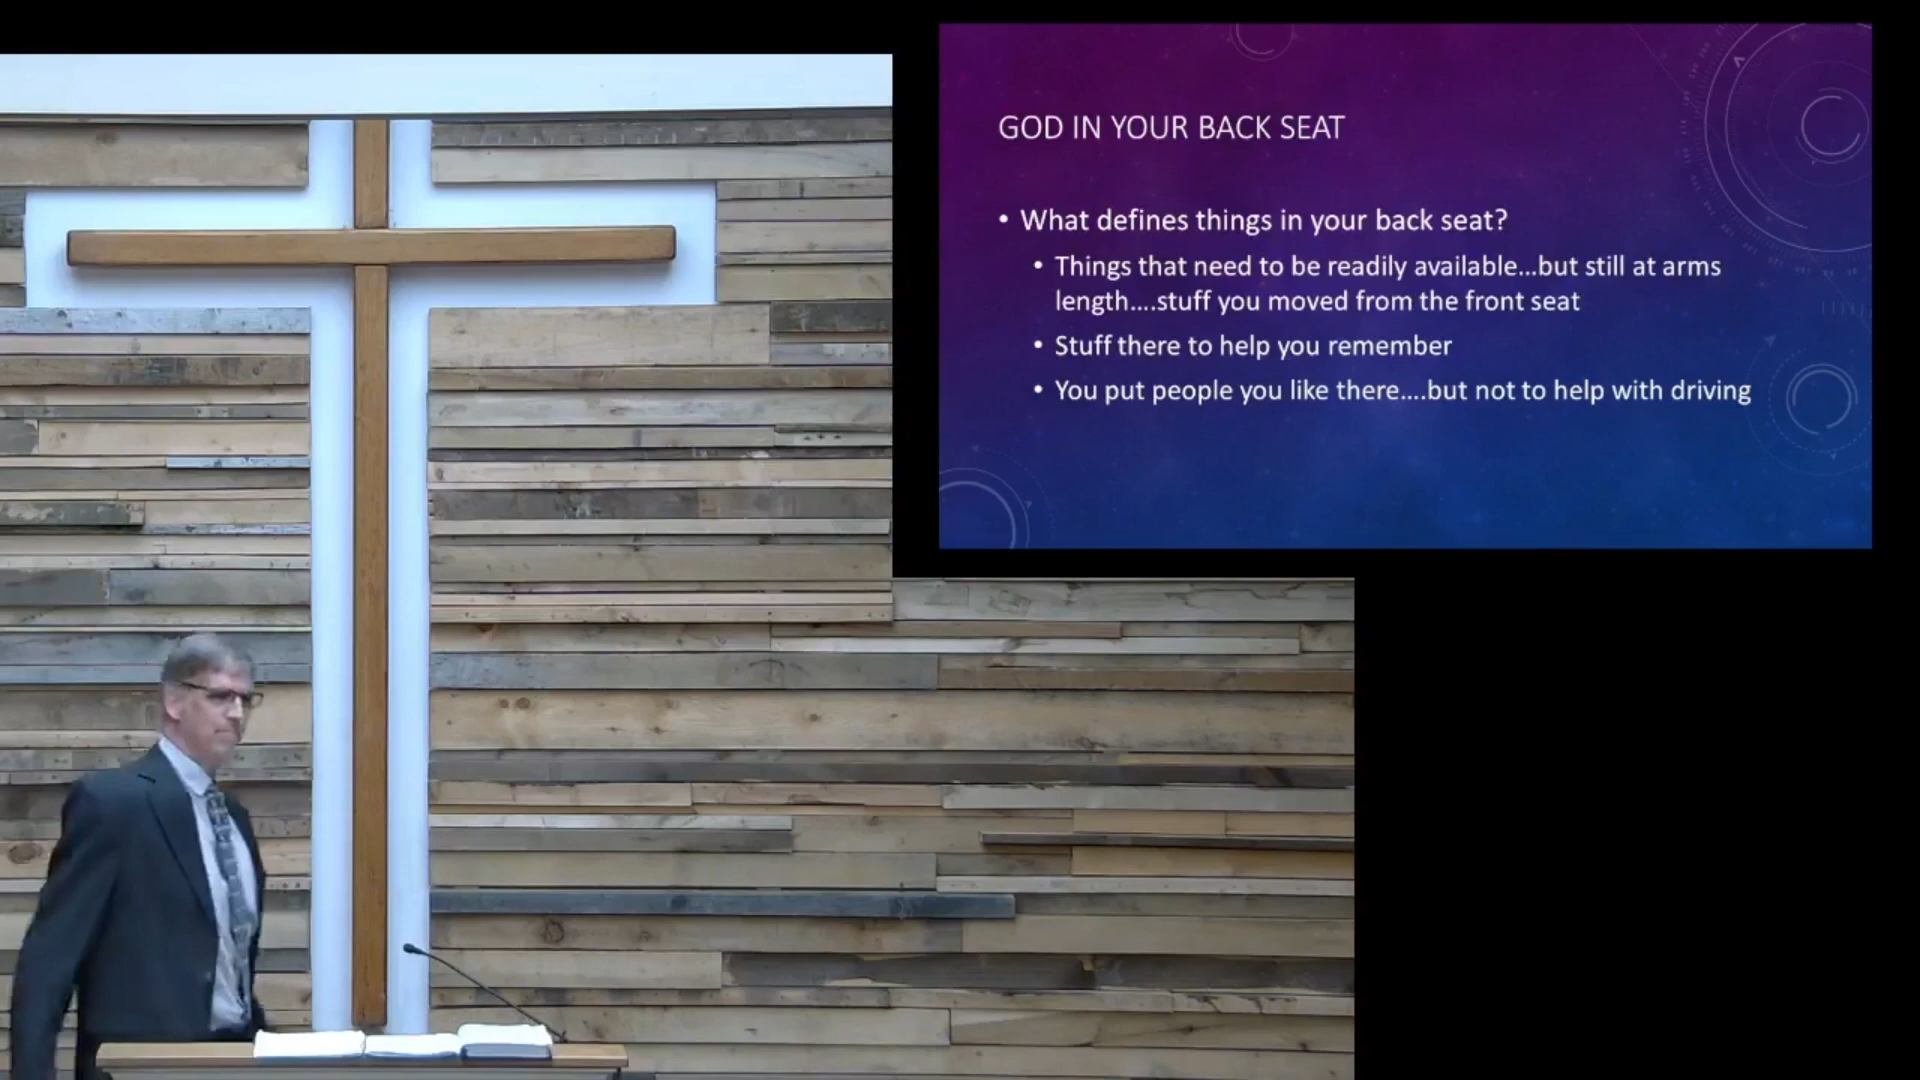 GOD IN YOUR BACK SEAT
• What defines things in your back seat?
• Things that need to be readily available...but still at arms
length....stuff you moved from the front seat
• Stuff there to help you remember
• You put people you like there....but not to help with driving